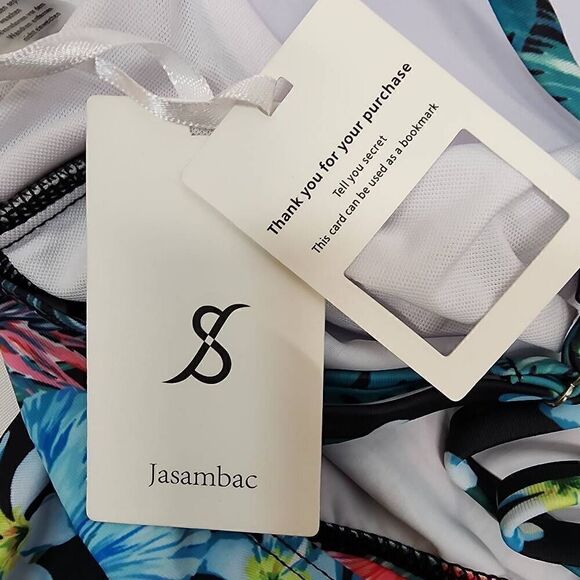 Thank you for your purchase
Tell you secret
This card can be used as a bookmark
Jasambac